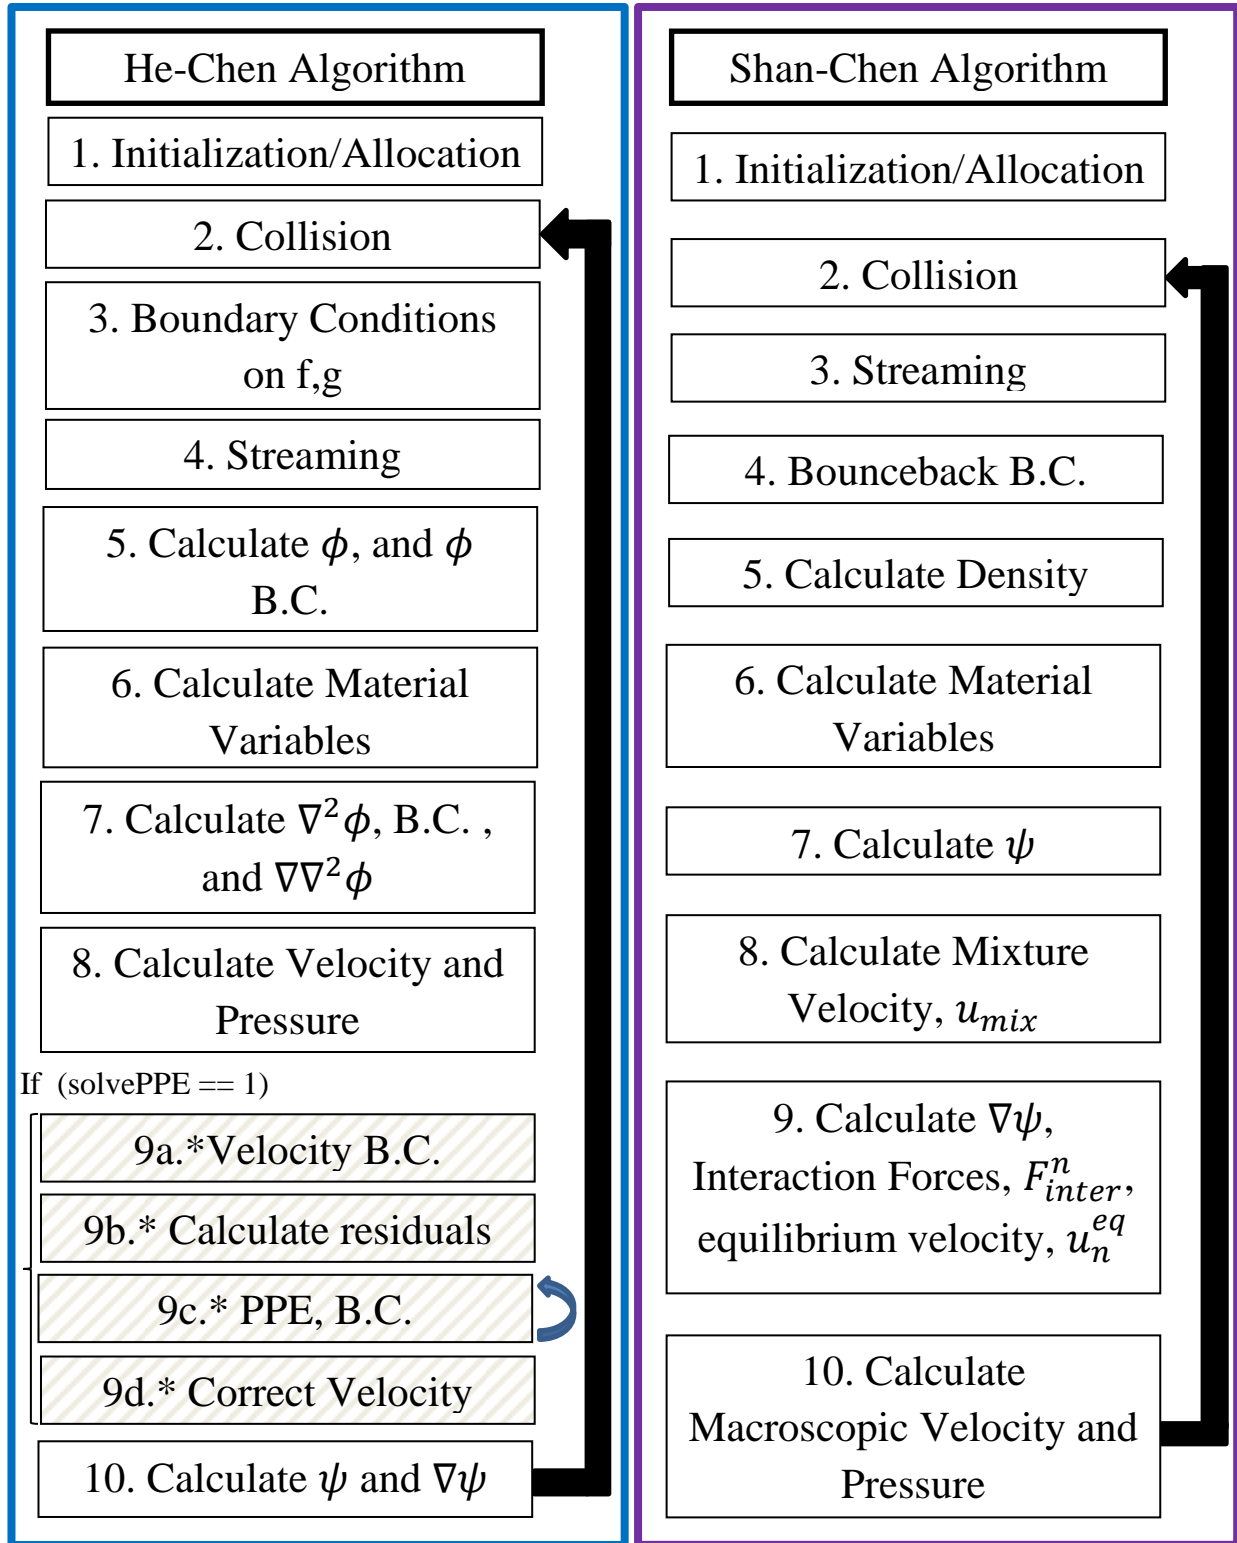 He-Chen Algorithm
1. Initialization/Allocation
2. Collision
3. Boundary Conditions
on f,g
4. Streaming
5. Calculate ϕ, and ϕ
B.C.
6. Calculate Material
Variables
7. Calculate ∇²ϕ, B.C. ,
and ∇∇²ϕ
8. Calculate Velocity and
Pressure
If (solvePPE == 1)
9a.*Velocity B.C.
9b.* Calculate residuals
9c.* PPE, B.C.
9d.* Correct Velocity
10. Calculate ψ and ∇ψ
Shan-Chen Algorithm
1. Initialization/Allocation
2. Collision
3. Streaming
4. Bounceback B.C.
5. Calculate Density
6. Calculate Material
Variables
7. Calculate ψ
8. Calculate Mixture
Velocity, u_{mix}
9. Calculate ∇ψ,
Interaction Forces, F^{n}_{inter},
equilibrium velocity, u^{eq}_{n}
10. Calculate
Macroscopic Velocity and
Pressure